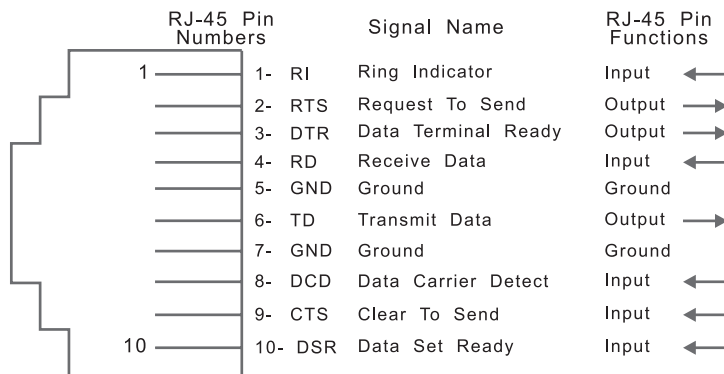 RJ-45 Pin Numbers Signal Name RJ-45 Pin Functions
1 1- RI Ring Indicator Input
2- RTS Request To Send Output
3- DTR Data Terminal Ready Output
4- RD Receive Data Input
5- GND Ground Ground
6- TD Transmit Data Output
7- GND Ground Ground
8- DCD Data Carrier Detect Input
9- CTS Clear To Send Input
10 10- DSR Data Set Ready Input